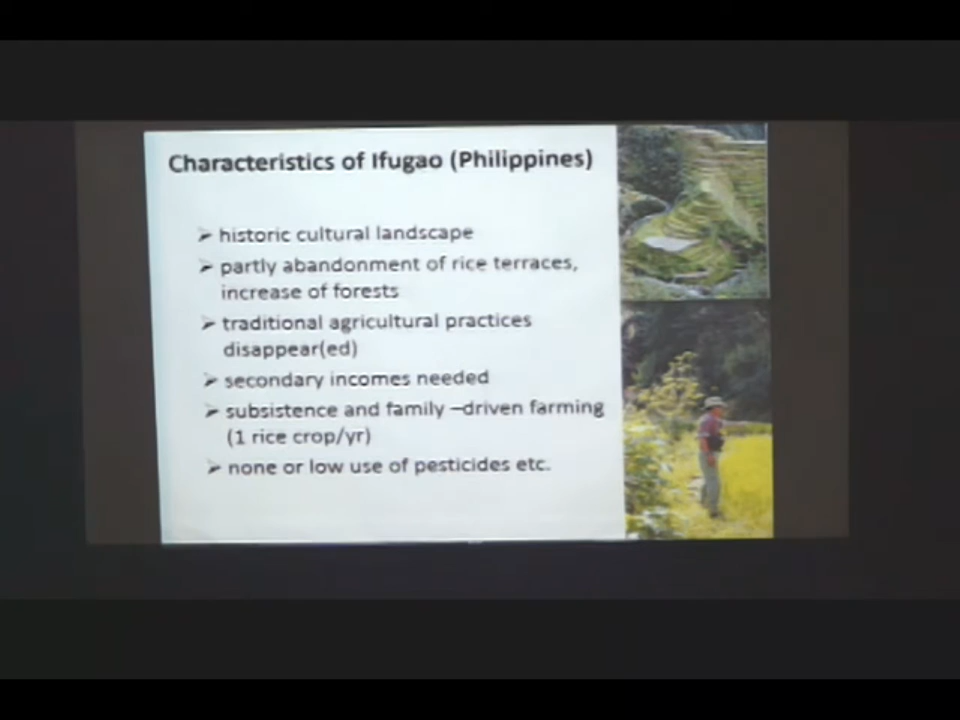 Characteristics of Ifugao (Philippines)
➢ historic cultural landscape
➢ partly abandonment of rice terraces,
increase of forests
➢ traditional agricultural practices
disappear(ed)
➢ secondary incomes needed
➢ subsistence and family –driven farming
(1 rice crop/yr)
➢ none or low use of pesticides etc.